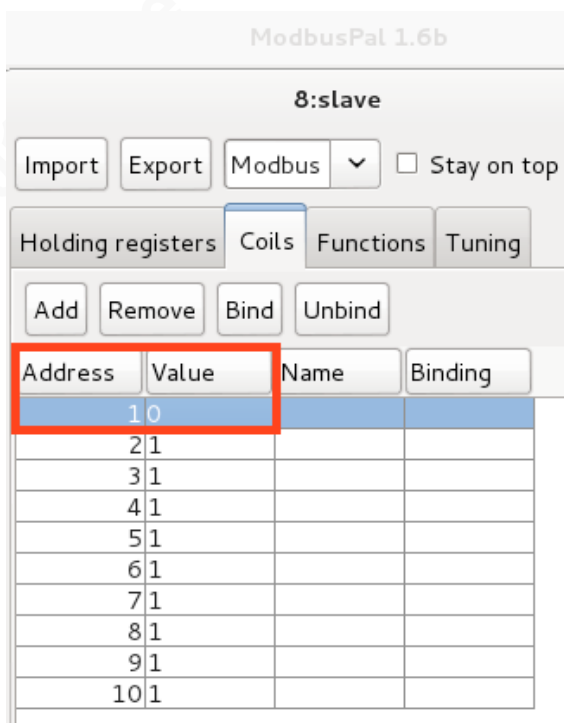 ModbusPal 1.6b
8:slave
Import Export Modbus Stay on top
Holding registers Coils Functions Tuning
Add Remove Bind Unbind
Address Value Name Binding
1 0
2 1
3 1
4 1
5 1
6 1
7 1
8 1
9 1
10 1